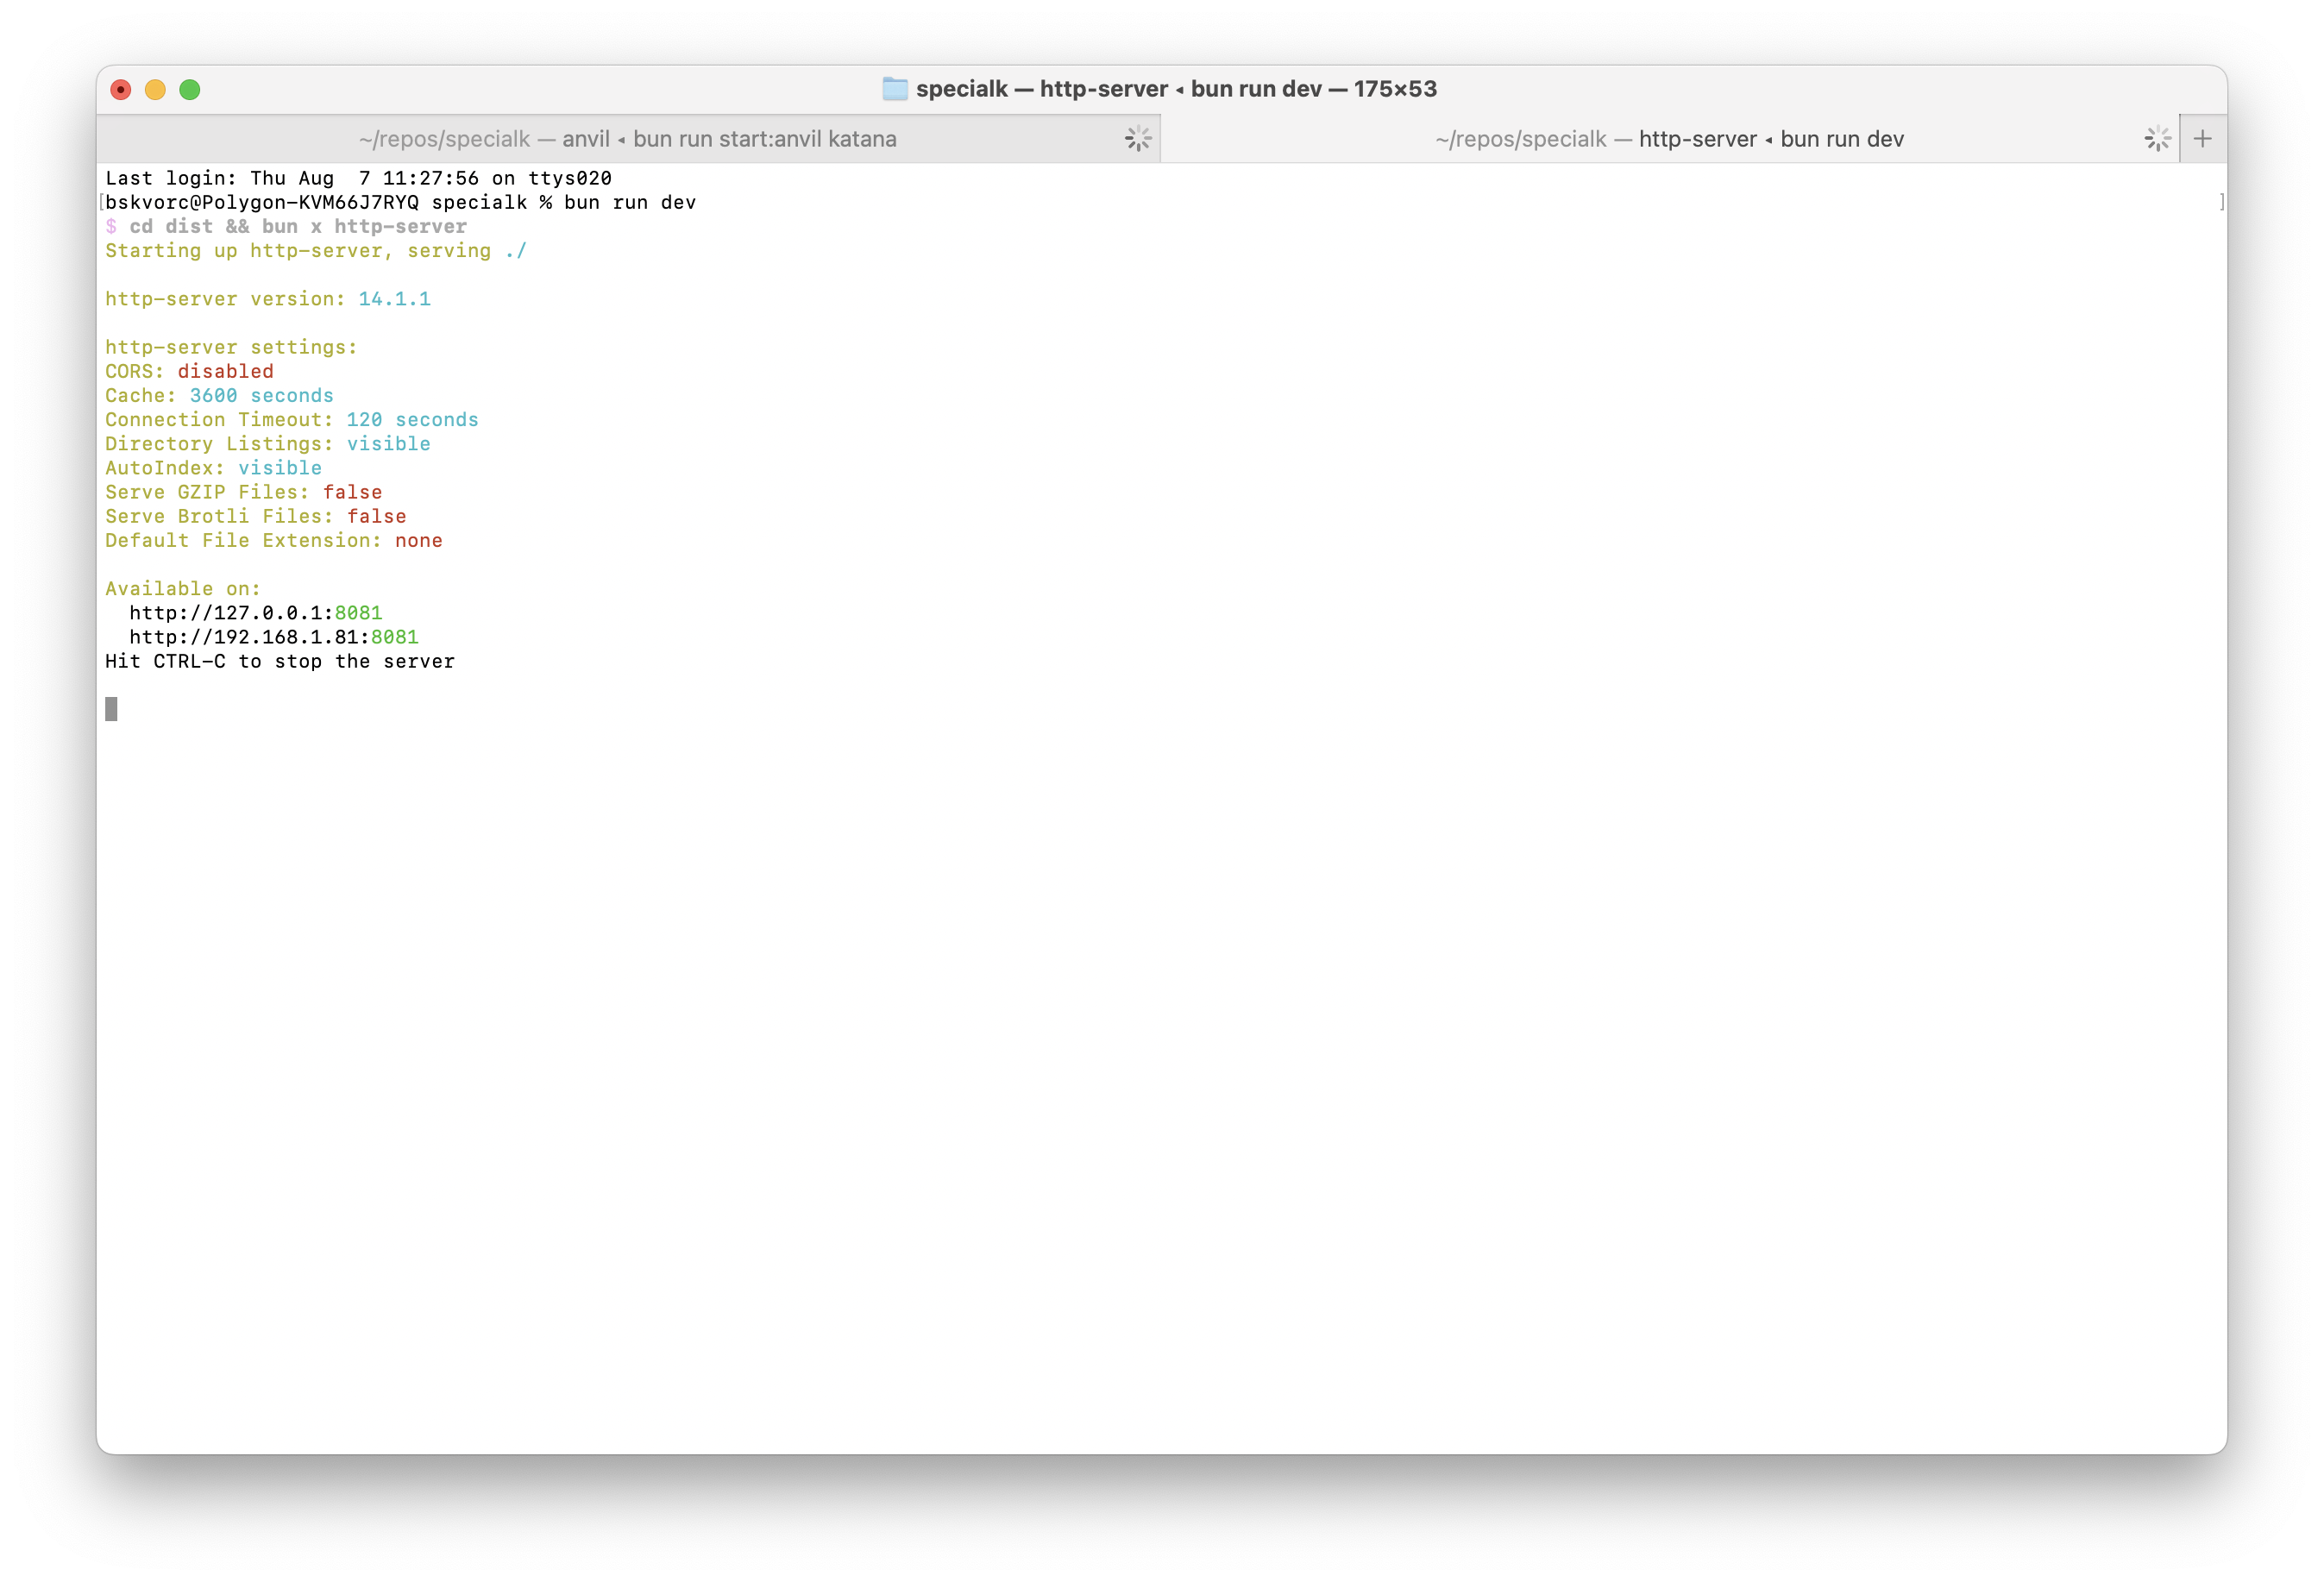 specialk — http-server ◂ bun run dev — 175×53
~/repos/specialk — anvil ◂ bun run start:anvil katana
~/repos/specialk — http-server ◂ bun run dev
+
Last login: Thu Aug  7 11:27:56 on ttys020
[bskvorc@Polygon-KVM66J7RYQ specialk % bun run dev ]
$ cd dist && bun x http-server
Starting up http-server, serving ./
http-server version: 14.1.1
http-server settings:
CORS: disabled
Cache: 3600 seconds
Connection Timeout: 120 seconds
Directory Listings: visible
AutoIndex: visible
Serve GZIP Files: false
Serve Brotli Files: false
Default File Extension: none
Available on:
  http://127.0.0.1:8081
  http://192.168.1.81:8081
Hit CTRL-C to stop the server